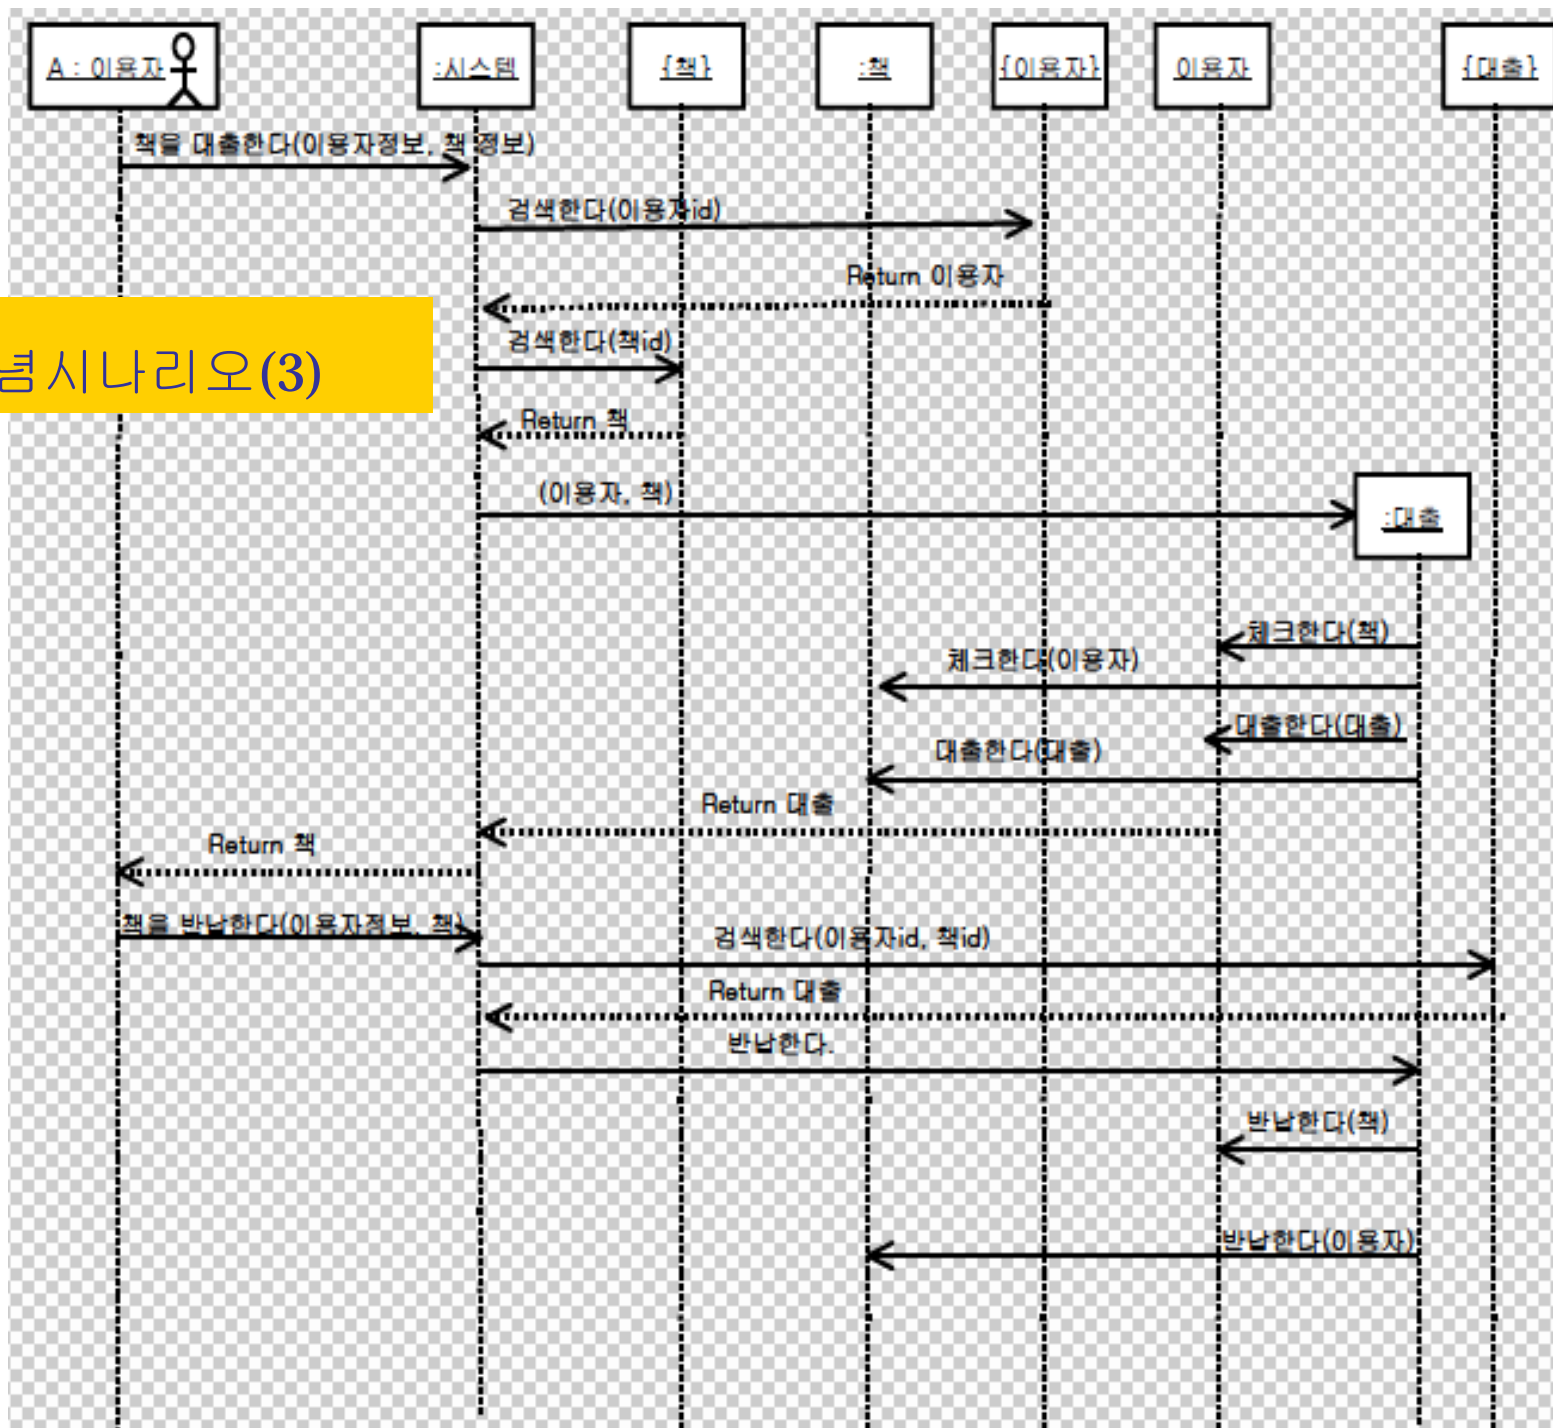 A : 이용자
:시스템
{책}
:책
{이용자}
이용자
{대출}
책을 대출한다(이용자정보, 책 정보)
검색한다(이용자id)
Return 이용자
념시나리오(3)
검색한다(책id)
Return 책
(이용자, 책)
:대출
체크한다(책)
체크한다(이용자)
대출한다(대출)
대출한다(대출)
Return 대출
Return 책
책을 반납한다(이용자정보, 책)
검색한다(이용자id, 책id)
Return 대출
반납한다.
반납한다(책)
반납한다(이용자)